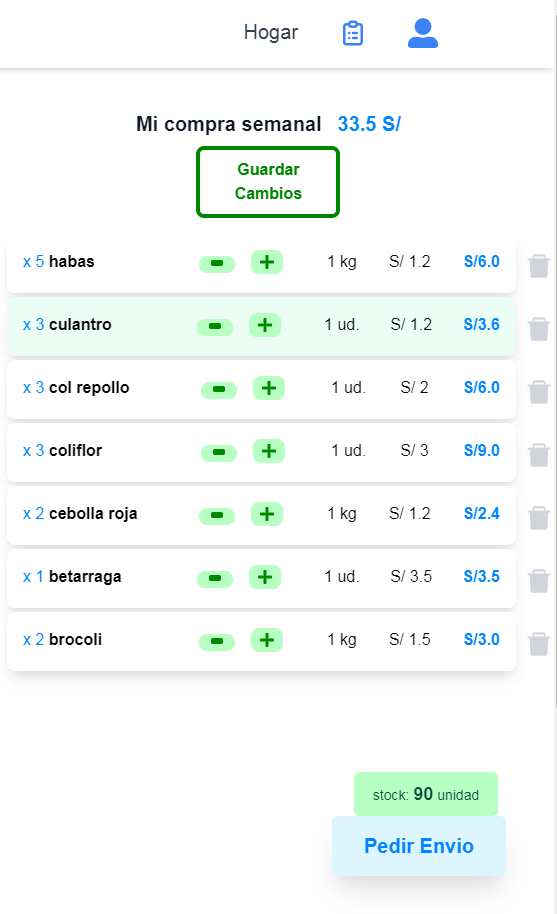 Hogar
Mi compra semanal 33.5 S/
Guardar
Cambios
x 5 habas 1 kg S/ 1.2 S/6.0
x 3 culantro 1 ud. S/ 1.2 S/3.6
x 3 col repollo 1 ud. S/ 2 S/6.0
x 3 coliflor 1 ud. S/ 3 S/9.0
x 2 cebolla roja 1 kg S/ 1.2 S/2.4
x 1 betarraga 1 ud. S/ 3.5 S/3.5
x 2 brocoli 1 kg S/ 1.5 S/3.0
stock: 90 unidad
Pedir Envio